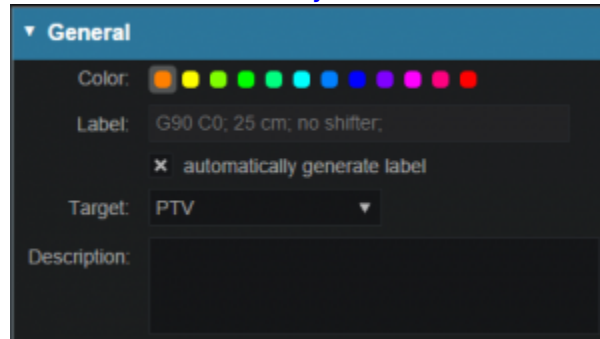 General
Color:
Label: G90 C0; 25 cm; no shifter;
automatically generate label
Target: PTV
Description: